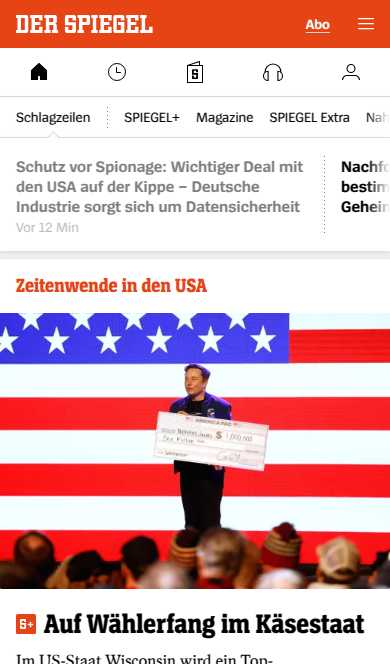 DER SPIEGEL
Abo
Schlagzeilen
SPIEGEL+ Magazine SPIEGEL Extra Nah
Schutz vor Spionage: Wichtiger Deal mit
den USA auf der Kippe – Deutsche
Industrie sorgt sich um Datensicherheit
Vor 12 Min
Nachfo
bestim
Gehein
Zeitenwende in den USA
AMERICA PAC
$ 1,000,000
Auf Wählerfang im Käsestaat
Im US-Staat Wisconsin wird ein Top-